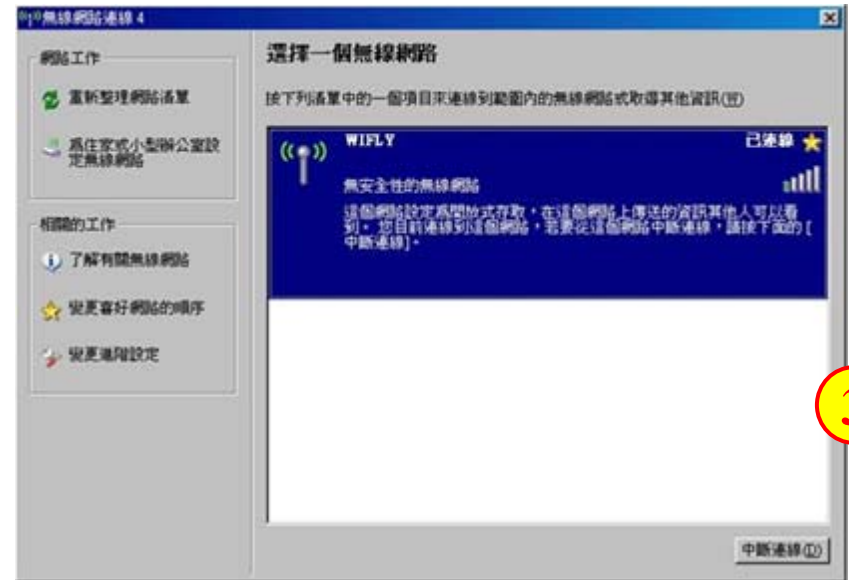 無線網路連線 4
網路工作
重新整理網路清單
為住家或小型辦公室設
定無線網路
相關的工作
了解有關無線網路
變更喜好網路的順序
變更進階設定
選擇一個無線網路
按下列清單中的一個項目來連線到範圍內的無線網路或取得其他資訊(W)
WIFLY
已連線
無安全性的無線網路
這個網路設定為開放式存取，在這個網路上傳送的資訊其他人可以看
到。 您目前連線到這個網路，若要從這個網路中斷連線，請按下面的 [
中斷連線]。
中斷連線(D)